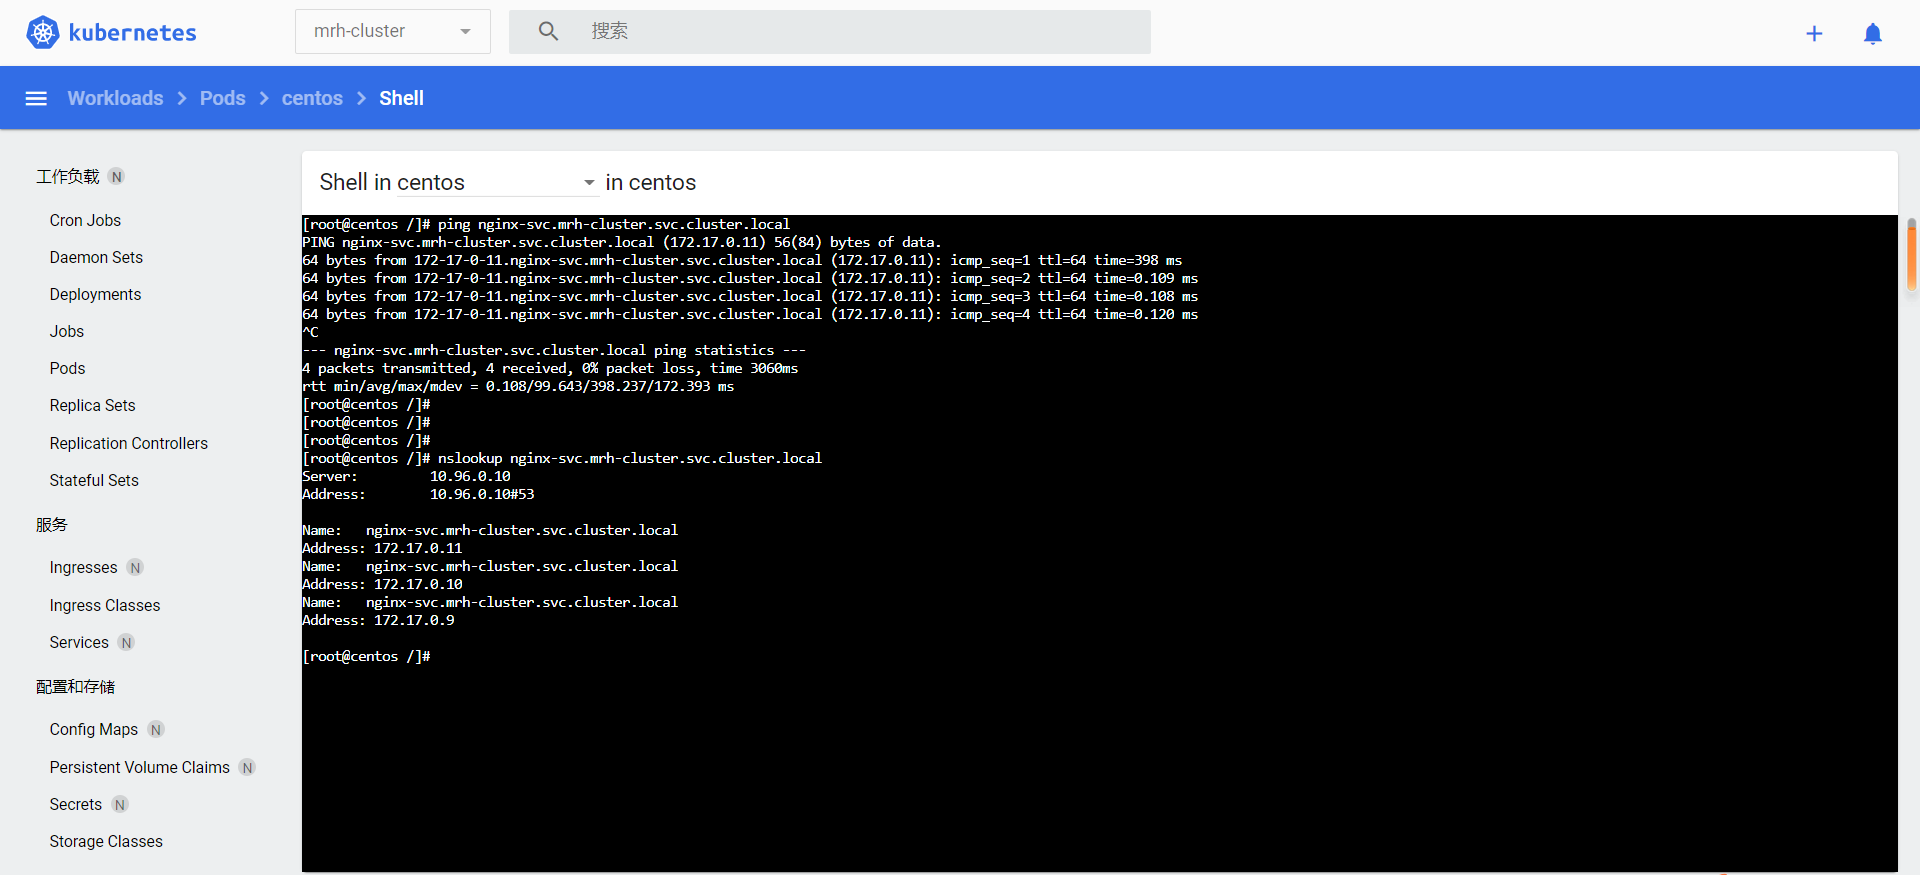 kubernetes
mrh-cluster
搜索
Workloads
Pods
centos
Shell
工作负载 N
Cron Jobs
Daemon Sets
Deployments
Jobs
Pods
Replica Sets
Replication Controllers
Stateful Sets
服务
Ingresses N
Ingress Classes
Services N
配置和存储
Config Maps N
Persistent Volume Claims N
Secrets N
Storage Classes
Shell in centos in centos
[root@centos /]# ping nginx-svc.mrh-cluster.svc.cluster.local
PING nginx-svc.mrh-cluster.svc.cluster.local (172.17.0.11) 56(84) bytes of data.
64 bytes from 172-17-0-11.nginx-svc.mrh-cluster.svc.cluster.local (172.17.0.11): icmp_seq=1 ttl=64 time=398 ms
64 bytes from 172-17-0-11.nginx-svc.mrh-cluster.svc.cluster.local (172.17.0.11): icmp_seq=2 ttl=64 time=0.109 ms
64 bytes from 172-17-0-11.nginx-svc.mrh-cluster.svc.cluster.local (172.17.0.11): icmp_seq=3 ttl=64 time=0.108 ms
64 bytes from 172-17-0-11.nginx-svc.mrh-cluster.svc.cluster.local (172.17.0.11): icmp_seq=4 ttl=64 time=0.120 ms
^C
--- nginx-svc.mrh-cluster.svc.cluster.local ping statistics ---
4 packets transmitted, 4 received, 0% packet loss, time 3060ms
rtt min/avg/max/mdev = 0.108/99.643/398.237/172.393 ms
[root@centos /]#
[root@centos /]#
[root@centos /]#
[root@centos /]# nslookup nginx-svc.mrh-cluster.svc.cluster.local
Server: 10.96.0.10
Address: 10.96.0.10#53
Name: nginx-svc.mrh-cluster.svc.cluster.local
Address: 172.17.0.11
Name: nginx-svc.mrh-cluster.svc.cluster.local
Address: 172.17.0.10
Name: nginx-svc.mrh-cluster.svc.cluster.local
Address: 172.17.0.9
[root@centos /]#